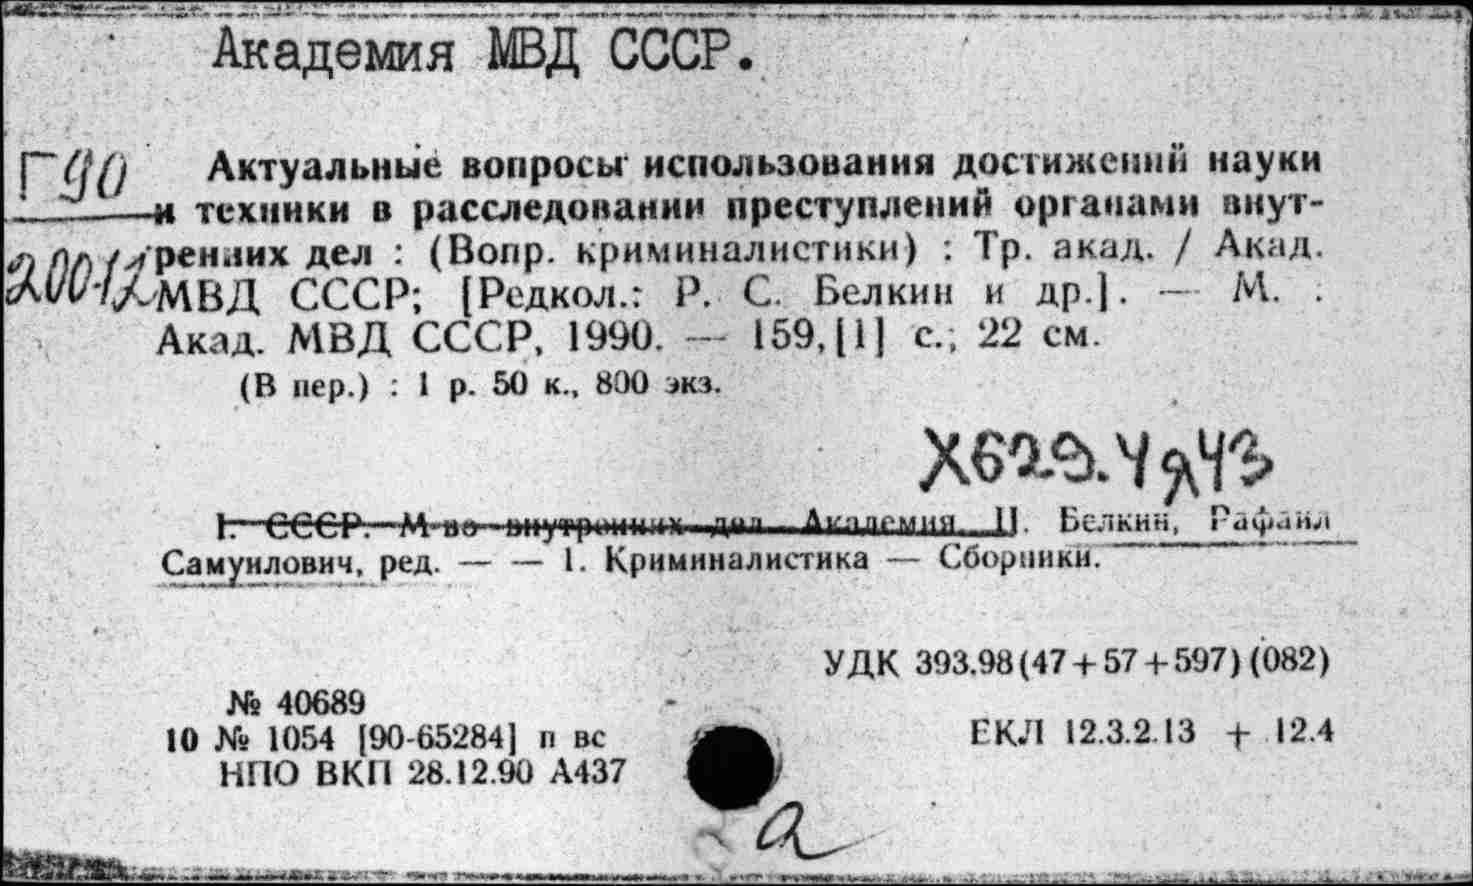 Академия МВД СССР.
Г90
Актуальные вопросы использования достижений науки
и техники в расследовании преступлений органами внут-
200-12
ренних дел : (Вопр. криминалистики) : Тр. акад. / Акад.
МВД СССР; [Редкол.: Р. С. Белкин и др.]. — М. :
Акад. МВД СССР, 1990. — 159, [1] с.; 22 см.
(В пер.) : 1 р. 50 к., 800 экз.
Х629.4я43
I. СССР. М-во внутренних дел. Академия. II. Белкин, Рафаил
Самуилович, ред. — — 1. Криминалистика — Сборники.
УДК 393.98(47+57+597)(082)
№ 40689
10 № 1054 [90-65284] п вс
ЕКЛ 12.3.2.13 + 12.4
НПО ВКП 28.12.90 А437
а